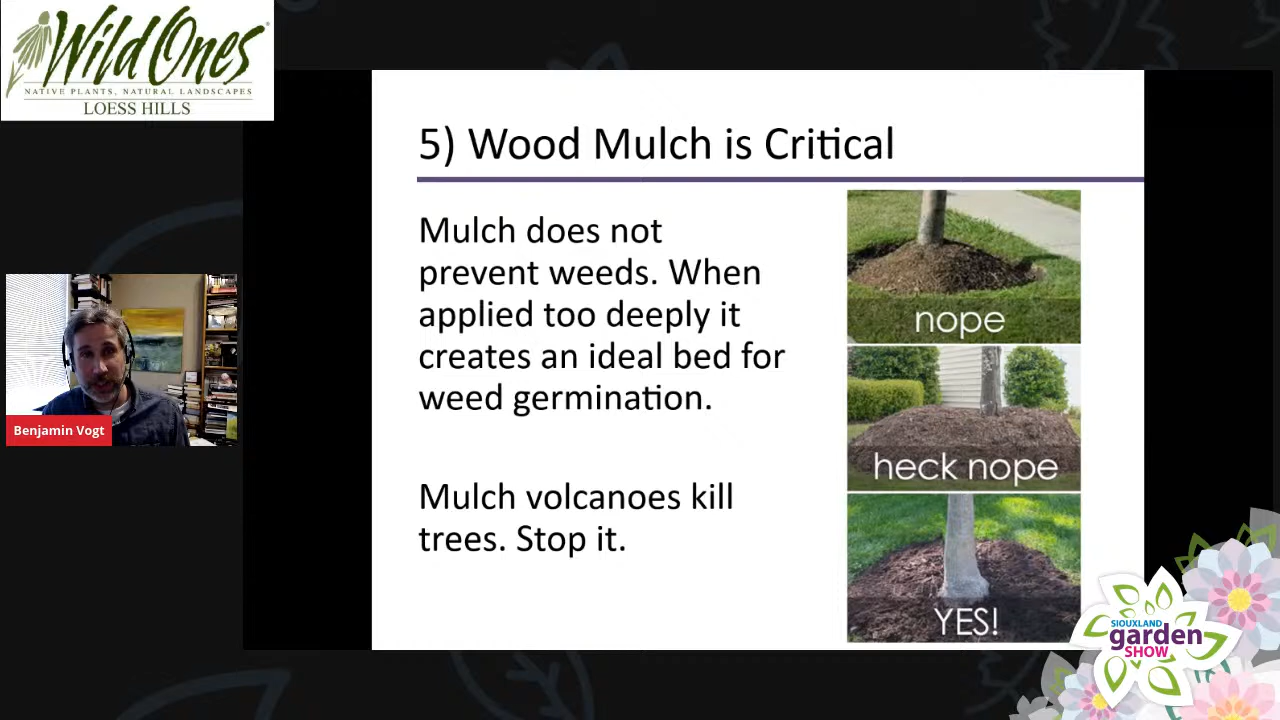 Wild Ones
NATIVE PLANTS, NATURAL LANDSCAPES
LOESS HILLS
5) Wood Mulch is Critical
Mulch does not
prevent weeds. When
applied too deeply it
creates an ideal bed for
weed germination.
Mulch volcanoes kill
trees. Stop it.
nope
heck nope
YES!
Benjamin Vogt
SIOUXLAND
garden
SHOW